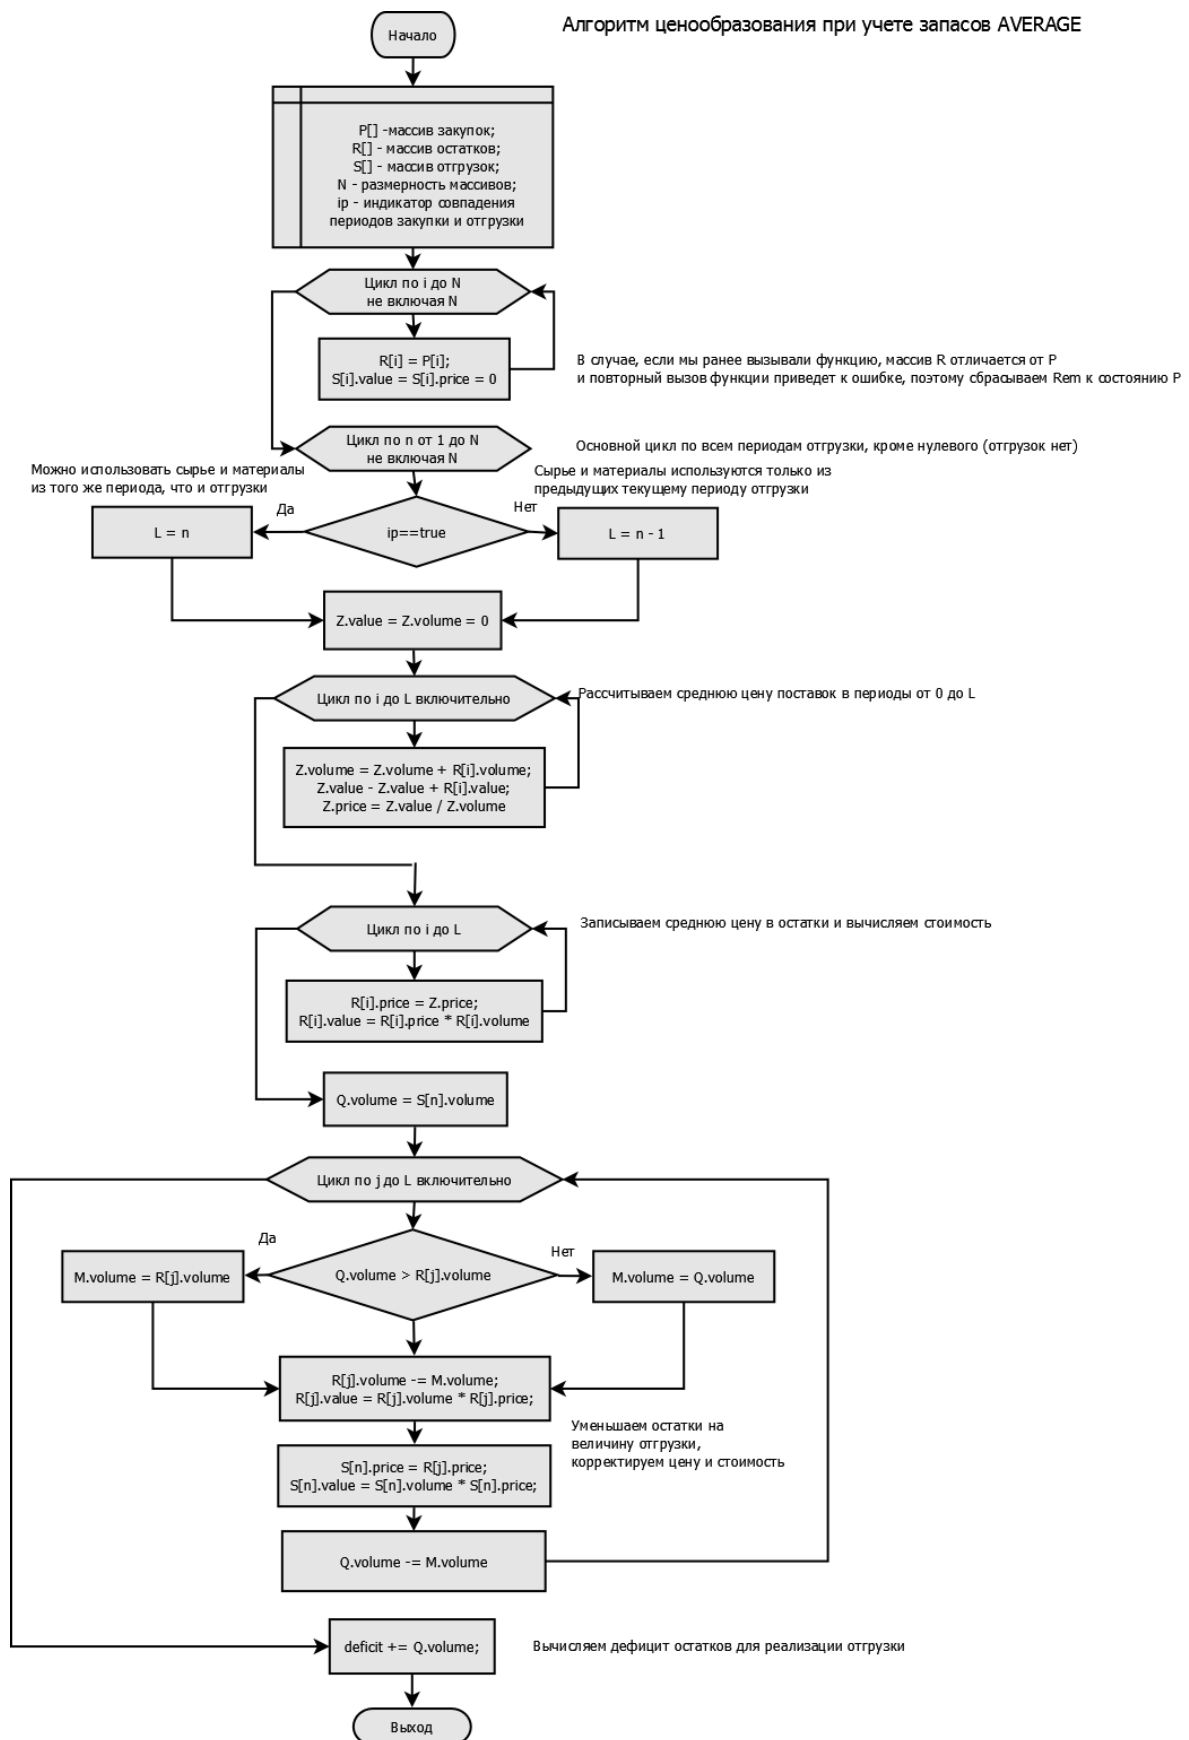 Алгоритм ценообразования при учете запасов AVERAGE
Начало
P[] -массив закупок;
R[] - массив остатков;
S[] - массив отгрузок;
N - размерность массивов;
ip - индикатор совпадения
периодов закупки и отгрузки
Цикл по i до N
не включая N
R[i] = P[i];
S[i].value = S[i].price = 0
В случае, если мы ранее вызывали функцию, массив R отличается от P
и повторный вызов функции приведет к ошибке, поэтому сбрасываем Rem к состоянию P
Цикл по n от 1 до N
не включая N
Основной цикл по всем периодам отгрузки, кроме нулевого (отгрузок нет)
Можно использовать сырье и материалы
из того же периода, что и отгрузки
Сырье и материалы используются только из
предыдущих текущему периоду отгрузки
Да
Нет
L = n
ip==true
L = n - 1
Z.value = Z.volume = 0
Цикл по i до L включительно
Рассчитываем среднюю цену поставок в периоды от 0 до L
Z.volume = Z.volume + R[i].volume;
Z.value - Z.value + R[i].value;
Z.price = Z.value / Z.volume
Цикл по i до L
Записываем среднюю цену в остатки и вычисляем стоимость
R[i].price = Z.price;
R[i].value = R[i].price * R[i].volume
Q.volume = S[n].volume
Цикл по j до L включительно
Да
Нет
M.volume = R[j].volume
Q.volume > R[j].volume
M.volume = Q.volume
R[j].volume -= M.volume;
R[j].value = R[j].volume * R[j].price;
Уменьшаем остатки на
величину отгрузки,
корректируем цену и стоимость
S[n].price = R[j].price;
S[n].value = S[n].volume * S[n].price;
Q.volume -= M.volume
deficit += Q.volume;
Вычисляем дефицит остатков для реализации отгрузки
Выход